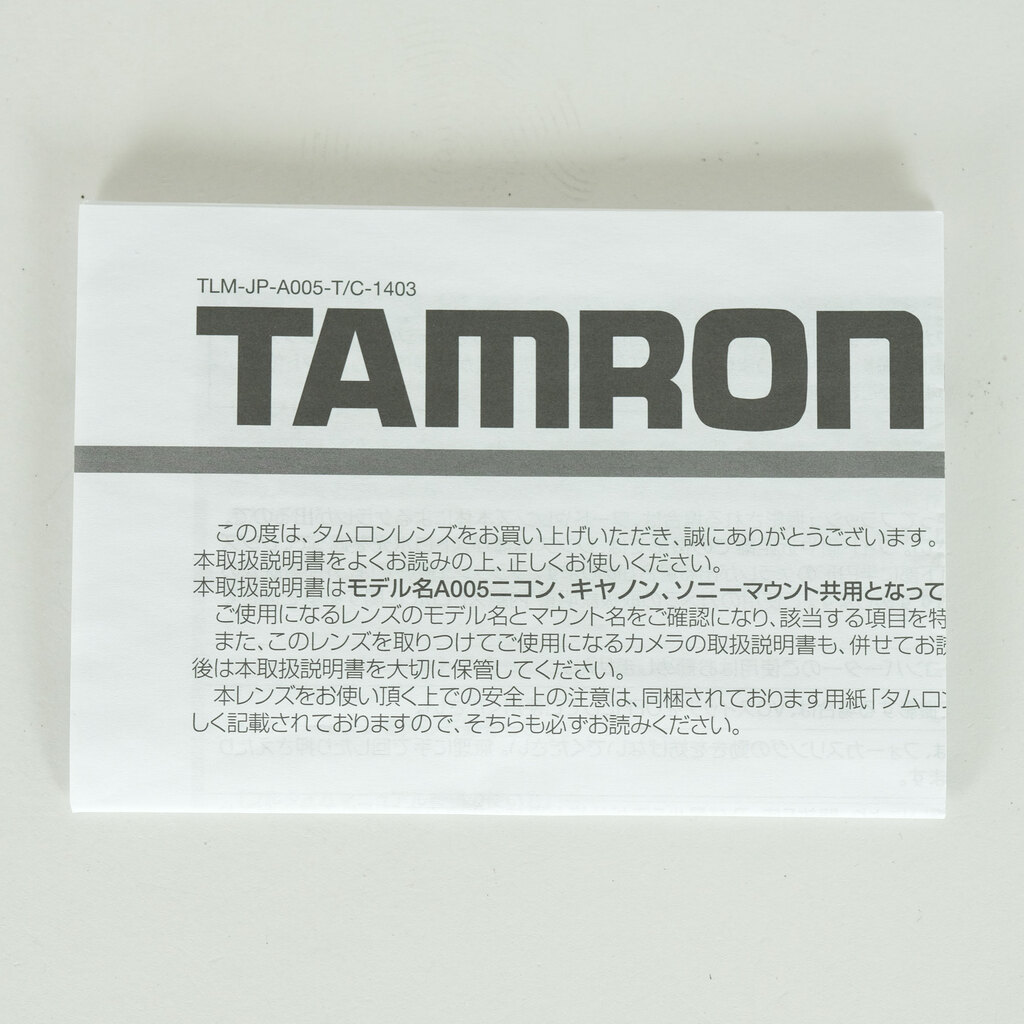 TLM-JP-A005-T/C-1403
TAMRON
この度は、タムロンレンズをお買い上げいただき、誠にありがとうございます。
本取扱説明書をよくお読みの上、正しくお使いください。
本取扱説明書はモデル名A005ニコン、キヤノン、ソニーマウント共用となって
ご使用になるレンズのモデル名とマウント名をご確認になり、該当する項目を特
また、このレンズを取りつけてご使用になるカメラの取扱説明書も、併せてお読
後は本取扱説明書を大切に保管してください。
本レンズをお使い頂く上での安全上の注意は、同梱されております用紙「タムロン
しく記載されておりますので、そちらも必ずお読みください。